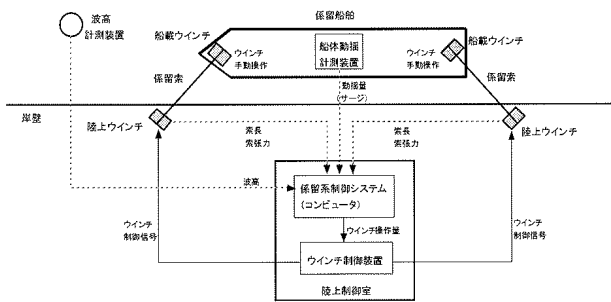 波高
計測装置
船載ウインチ
係留船舶
船載ウインチ
ウインチ
手動操作
船体動揺
計測装置
ウインチ
手動操作
係留索
係留索
動揺量
(サージ)
岸壁
陸上ウインチ
索長
索張力
索長
索張力
陸上ウインチ
波高
係留系制御システム
(コンピュータ)
ウインチ
制御信号
ウインチ操作量
ウインチ
制御信号
ウインチ制御装置
陸上制御室